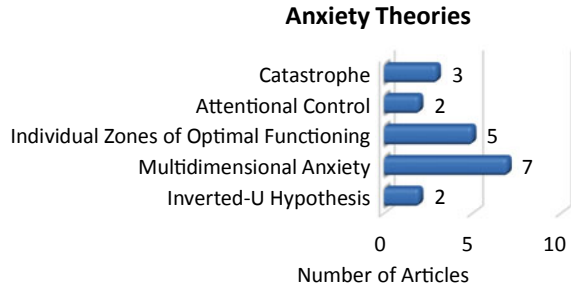 Anxiety Theories
Catastrophe 3
Attentional Control 2
Individual Zones of Optimal Functioning 5
Multidimensional Anxiety 7
Inverted-U Hypothesis 2
0 5 10
Number of Articles